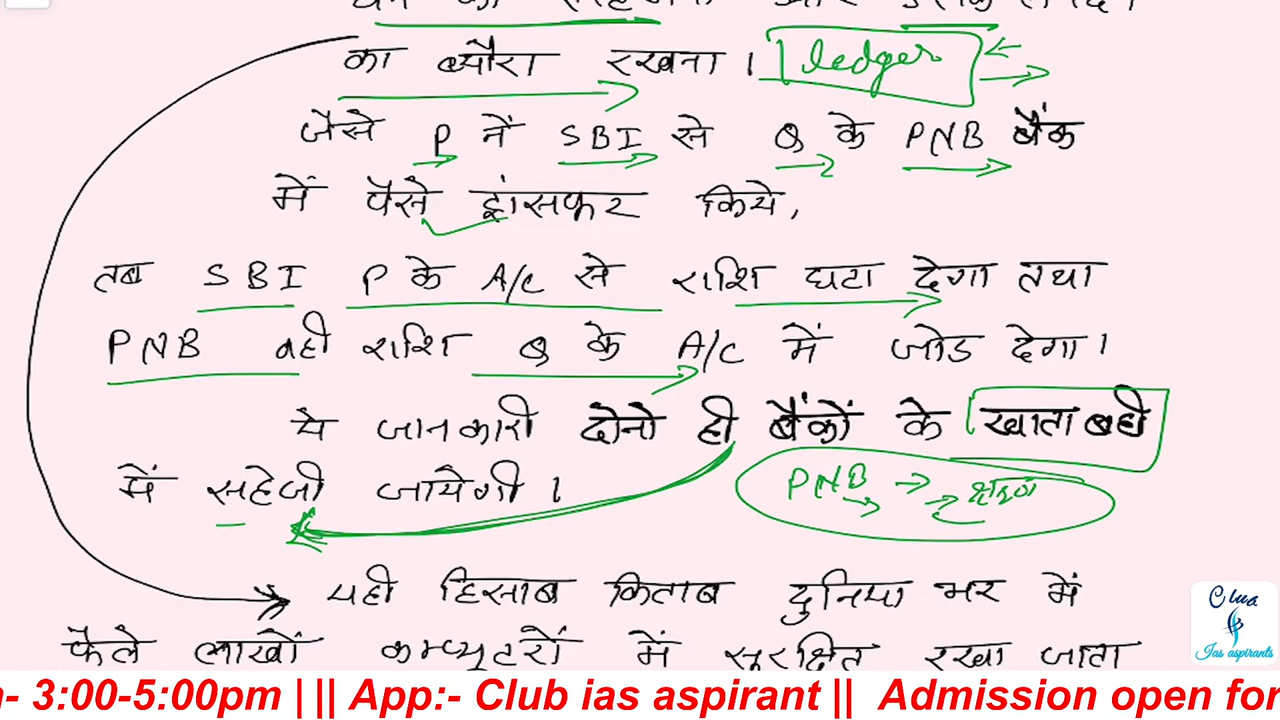 का ब्यौरा रखना। ledger
जैसे P ने SBI से Q के PNB बैंक
में पैसे ट्रांसफर किये,
तब SBI P के A/C से राशि घटा देगा तथा
PNB वही राशि Q के A/C में जोड देगा।
ये जानकारी दोनो ही बैंकों के खाता बही
में सहेजी जायेगी।
PNB
यही हिसाब किताब दुनिया भर में
फैले लाखों कम्प्यूटरों में सुरक्षित रखा जाता
Club
Ias aspirants
- 3:00-5:00pm | || App:- Club ias aspirant || Admission open for